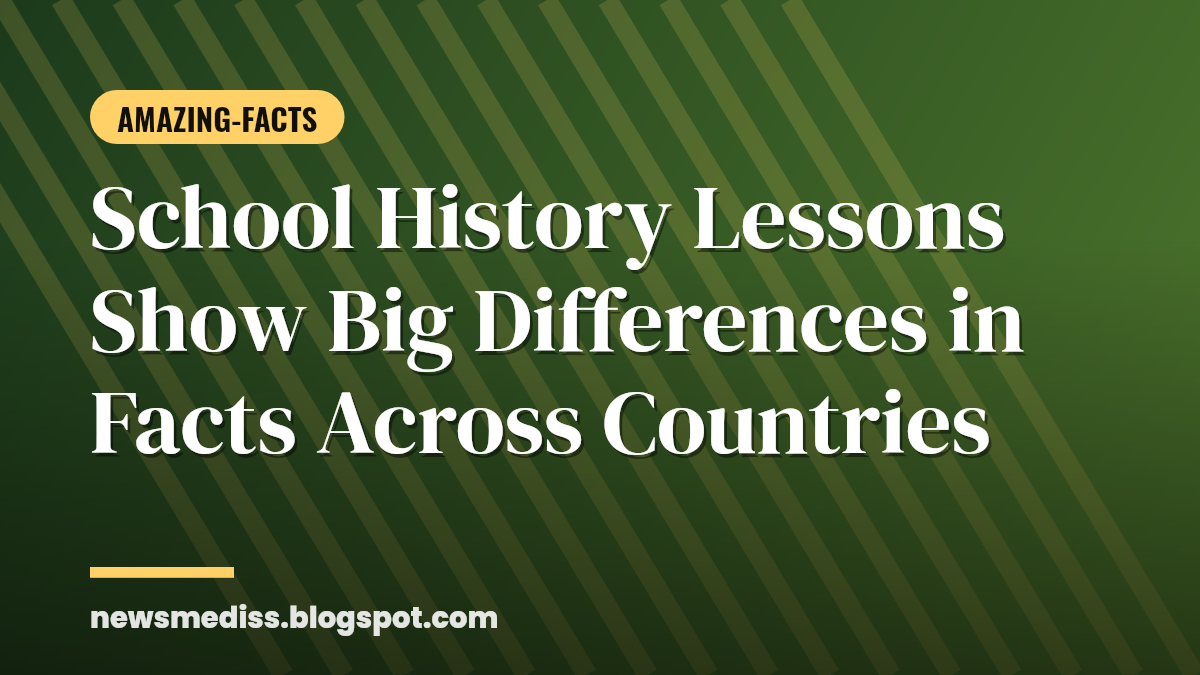 AMAZING-FACTS
School History Lessons
Show Big Differences in
Facts Across Countries
newsmediss.blogspot.com